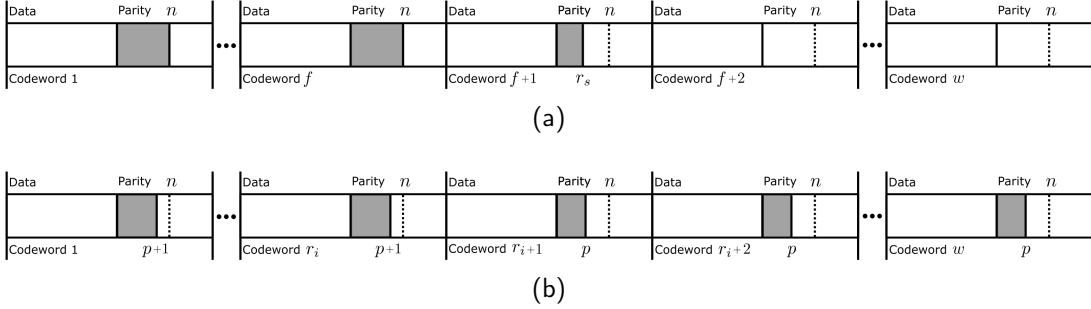 Data Parity n Data Parity n Data Parity n Data Parity n Data Parity n
••• •••
Codeword 1 Codeword f Codeword f+1 r_s Codeword f+2 Codeword w
(a)
Data Parity n Data Parity n Data Parity n Data Parity n Data Parity n
••• •••
Codeword 1 p+1 Codeword r_i p+1 Codeword r_i+1 p Codeword r_i+2 p Codeword w p
(b)